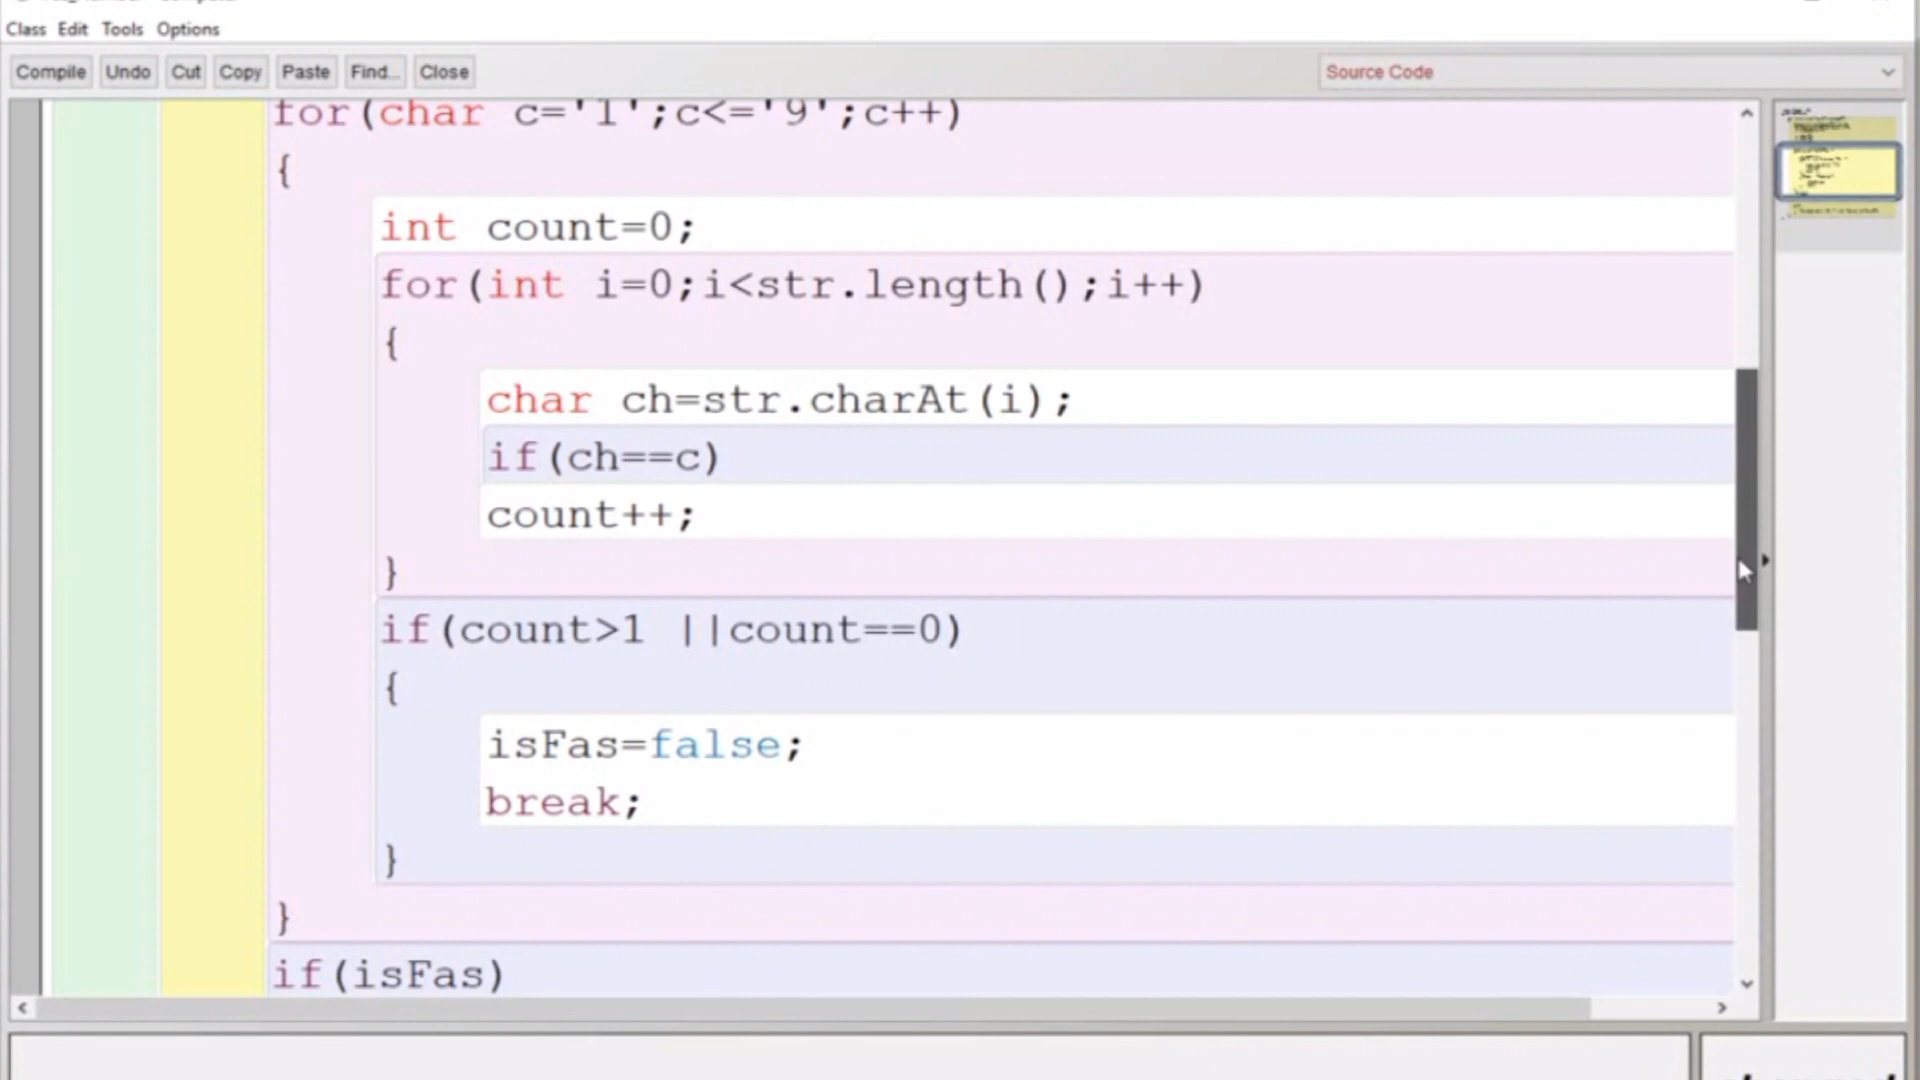 Class Edit Tools Options
Compile Undo Cut Copy Paste Find... Close Source Code
for(char c='1';c<='9';c++)
{
int count=0;
for(int i=0;i<str.length();i++)
{
char ch=str.charAt(i);
if(ch==c)
count++;
}
if(count>1 ||count==0)
{
isFas=false;
break;
}
}
if(isFas)